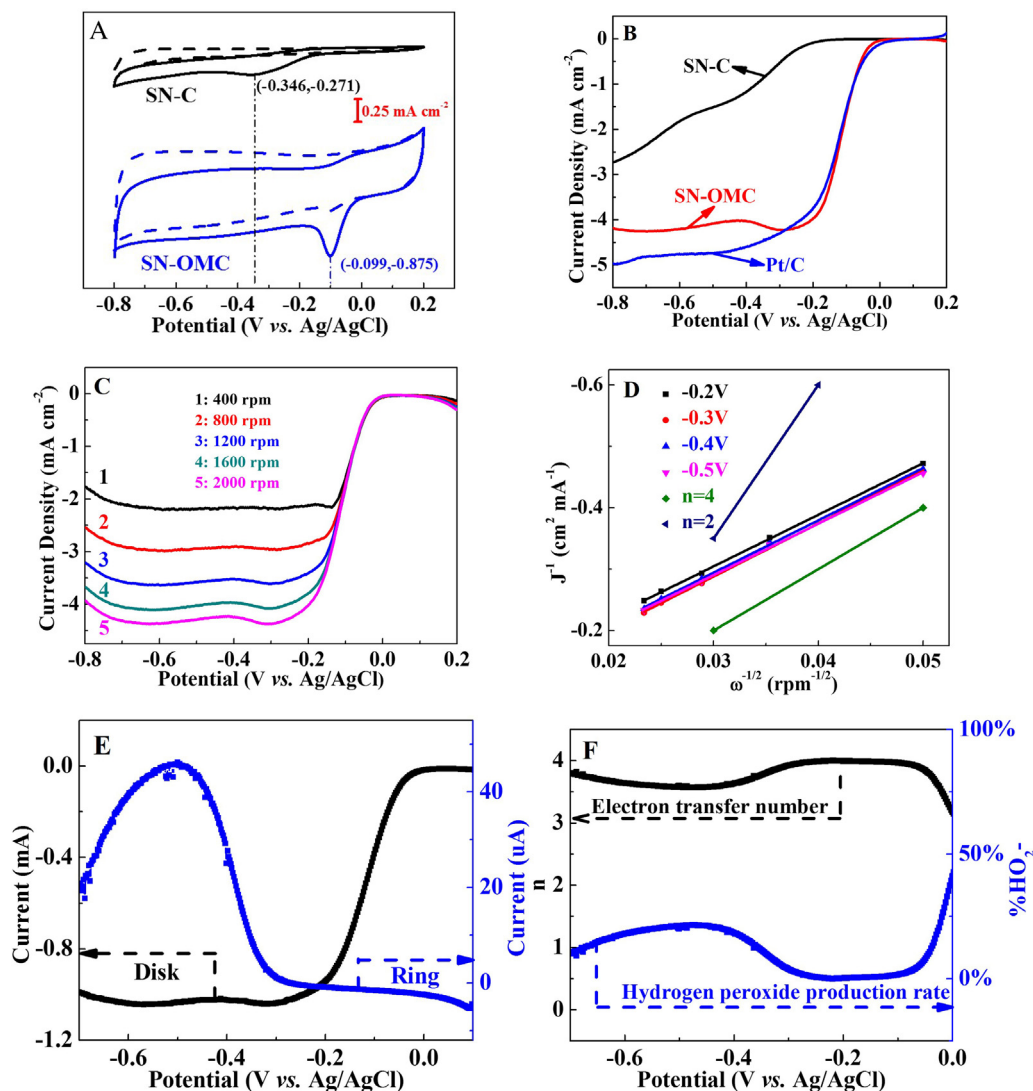 A
SN-C
(-0.346,-0.271)
0.25 mA cm⁻²
SN-OMC
(-0.099,-0.875)
-0.8 -0.6 -0.4 -0.2 0.0 0.2
Potential (V vs. Ag/AgCl)
B
SN-C
SN-OMC
Pt/C
Current Density (mA cm⁻²)
0
-1
-2
-3
-4
-5
-0.8 -0.6 -0.4 -0.2 0.0 0.2
Potential (V vs. Ag/AgCl)
C
1: 400 rpm
2: 800 rpm
3: 1200 rpm
4: 1600 rpm
5: 2000 rpm
1
2
3
4
5
Current Density (mA cm⁻²)
0
-1
-2
-3
-4
-0.8 -0.6 -0.4 -0.2 0.0 0.2
Potential (V vs. Ag/AgCl)
D
-0.2V
-0.3V
-0.4V
-0.5V
n=4
n=2
J⁻¹ (cm² mA⁻¹)
-0.6
-0.4
-0.2
0.02 0.03 0.04 0.05
ω⁻¹/² (rpm⁻¹/²)
E
Disk
Ring
Current (mA)
0.0
-0.4
-0.8
-1.2
Current (uA)
40
20
0
-0.6 -0.4 -0.2 0.0
Potential (V vs. Ag/AgCl)
F
Electron transfer number
Hydrogen peroxide production rate
n
4
3
2
1
0
100%
50%
0%
HO₂⁻%
-0.6 -0.4 -0.2 0.0
Potential (V vs. Ag/AgCl)